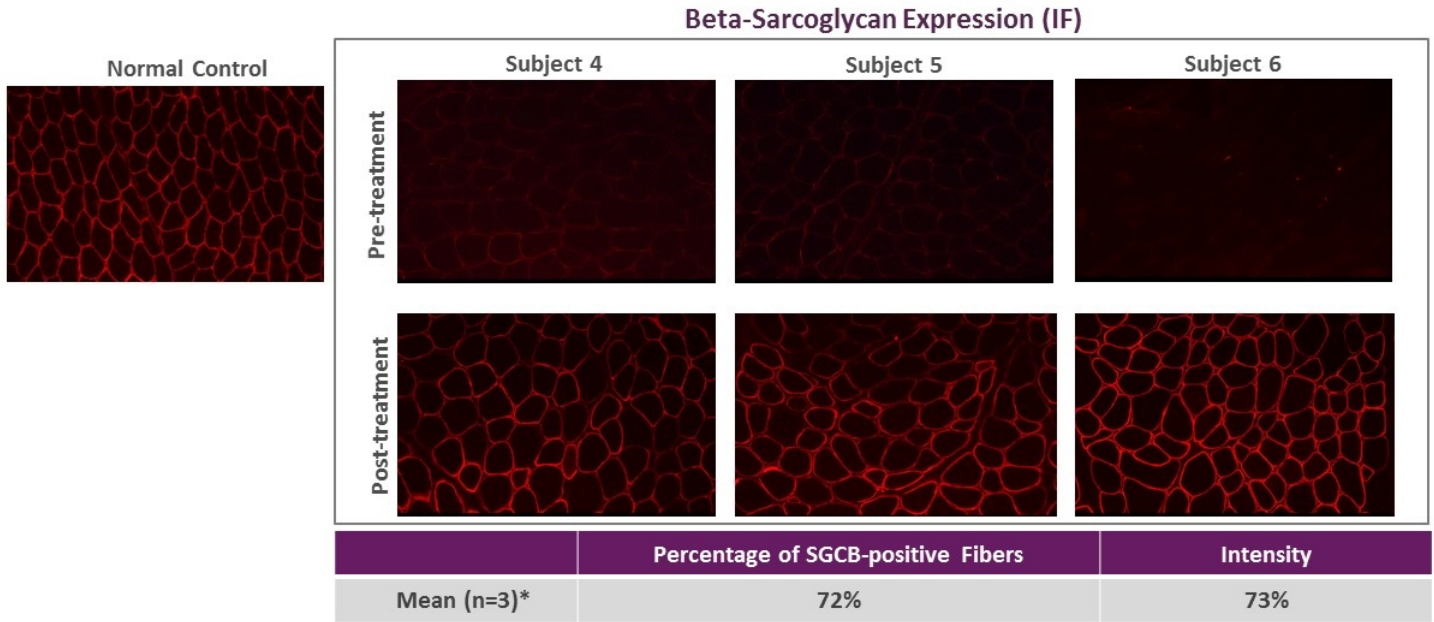 Beta-Sarcoglycan Expression (IF)
Normal Control
Subject 4
Subject 5
Subject 6
Pre-treatment
Post-treatment
Percentage of SGCB-positive Fibers
Intensity
Mean (n=3)*
72%
73%